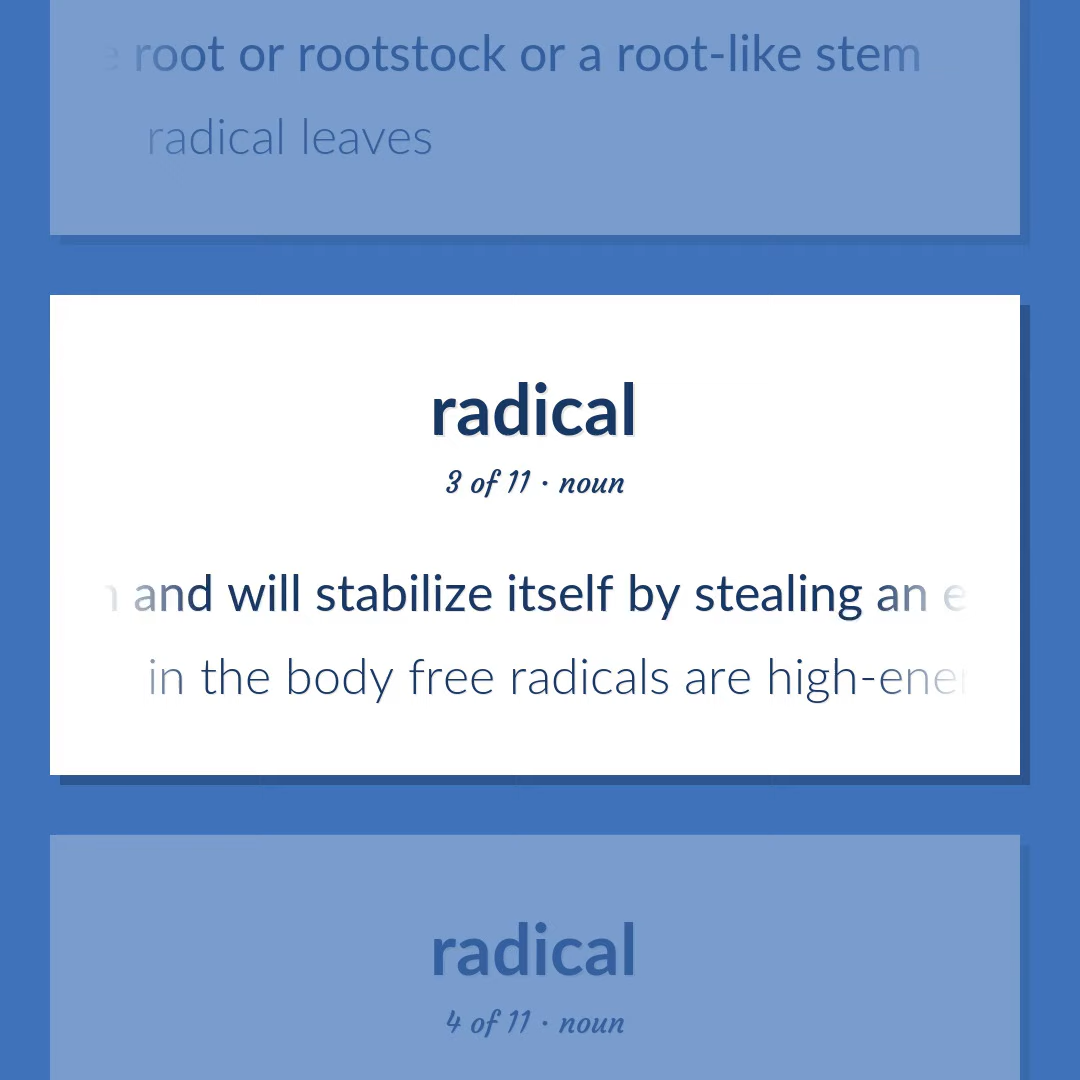 root or rootstock or a root-like stem
radical leaves
radical
3 of 11 · noun
and will stabilize itself by stealing an
in the body free radicals are
radical
4 of 11 · noun